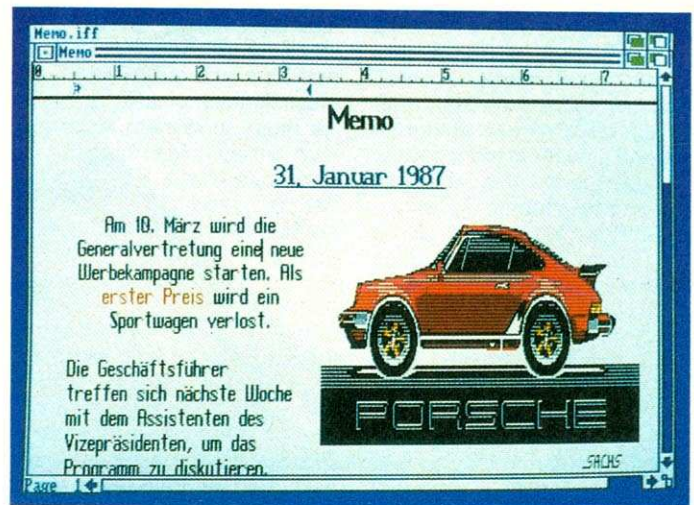 Memo.iff
Memo
0 1 2 3 4 5 6 7
Memo
31. Januar 1987
Am 10. März wird die
Generalvertretung eine neue
Werbekampagne starten. Als
erster Preis wird ein
Sportwagen verlost.
Die Geschäftsführer
treffen sich nächste Woche
mit dem Assistenten des
Vizepräsidenten, um das
Programm zu diskutieren.
PORSCHE
SACHS
Page 1